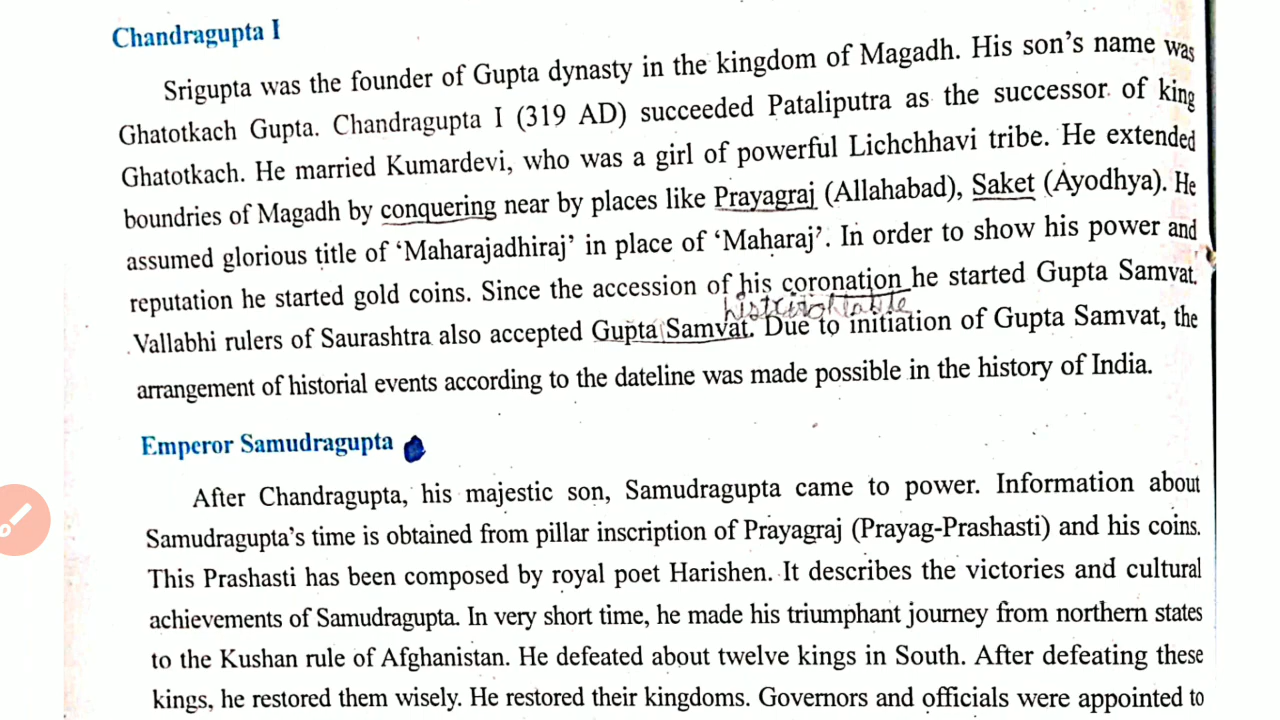 Chandragupta I
Srigupta was the founder of Gupta dynasty in the kingdom of Magadh. His son's name was
Ghatotkach Gupta. Chandragupta I (319 AD) succeeded Pataliputra as the successor of king
Ghatotkach. He married Kumardevi, who was a girl of powerful Lichchhavi tribe. He extended
boundries of Magadh by conquering near by places like Prayagraj (Allahabad), Saket (Ayodhya). He
assumed glorious title of 'Maharajadhiraj' in place of 'Maharaj'. In order to show his power and
reputation he started gold coins. Since the accession of his coronation he started Gupta Samvat.
Vallabhi rulers of Saurashtra also accepted Gupta Samvat. Due to initiation of Gupta Samvat, the
arrangement of historial events according to the dateline was made possible in the history of India.
Emperor Samudragupta
After Chandragupta, his majestic son, Samudragupta came to power. Information about
Samudragupta's time is obtained from pillar inscription of Prayagraj (Prayag-Prashasti) and his coins.
This Prashasti has been composed by royal poet Harishen. It describes the victories and cultural
achievements of Samudragupta. In very short time, he made his triumphant journey from northern states
to the Kushan rule of Afghanistan. He defeated about twelve kings in South. After defeating these
kings, he restored them wisely. He restored their kingdoms. Governors and officials were appointed to